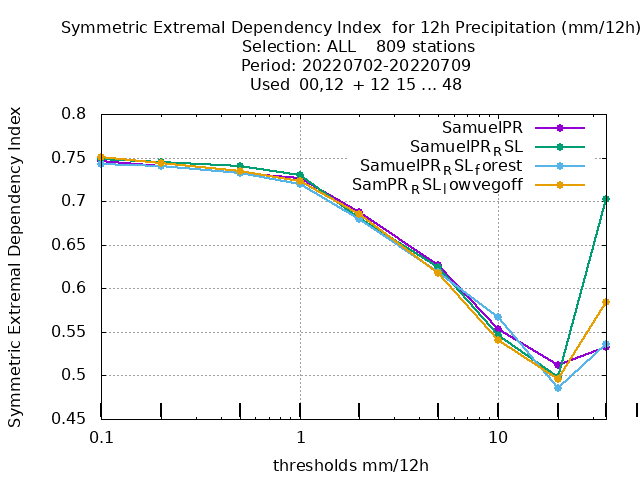 Symmetric Extremal Dependency Index  for 12h Precipitation (mm/12h)
Selection: ALL    809 stations
Period: 20220702-20220709
Used  00,12  + 12 15 ... 48
Symmetric Extremal Dependency Index
0.8
0.75
0.7
0.65
0.6
0.55
0.5
0.45
SamuelPR
SamuelPR_RSL
SamuelPR_RSL_forest
SamPR_RSL_lowvegoff
0.1 1 10
thresholds mm/12h